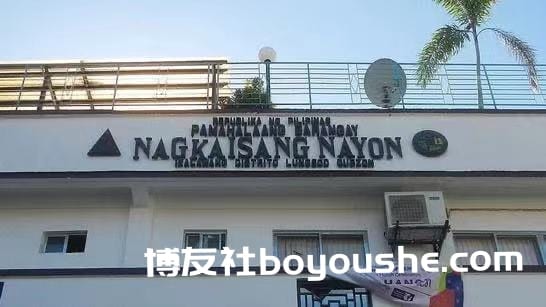 REPUBLIKA NG PILIPINAS
PAMAHALAANG BARANGAY
NAGKAISANG NAYON
IKACANANG DISTRITO LUNGSOD QUEZON
博友社boyoushe.com